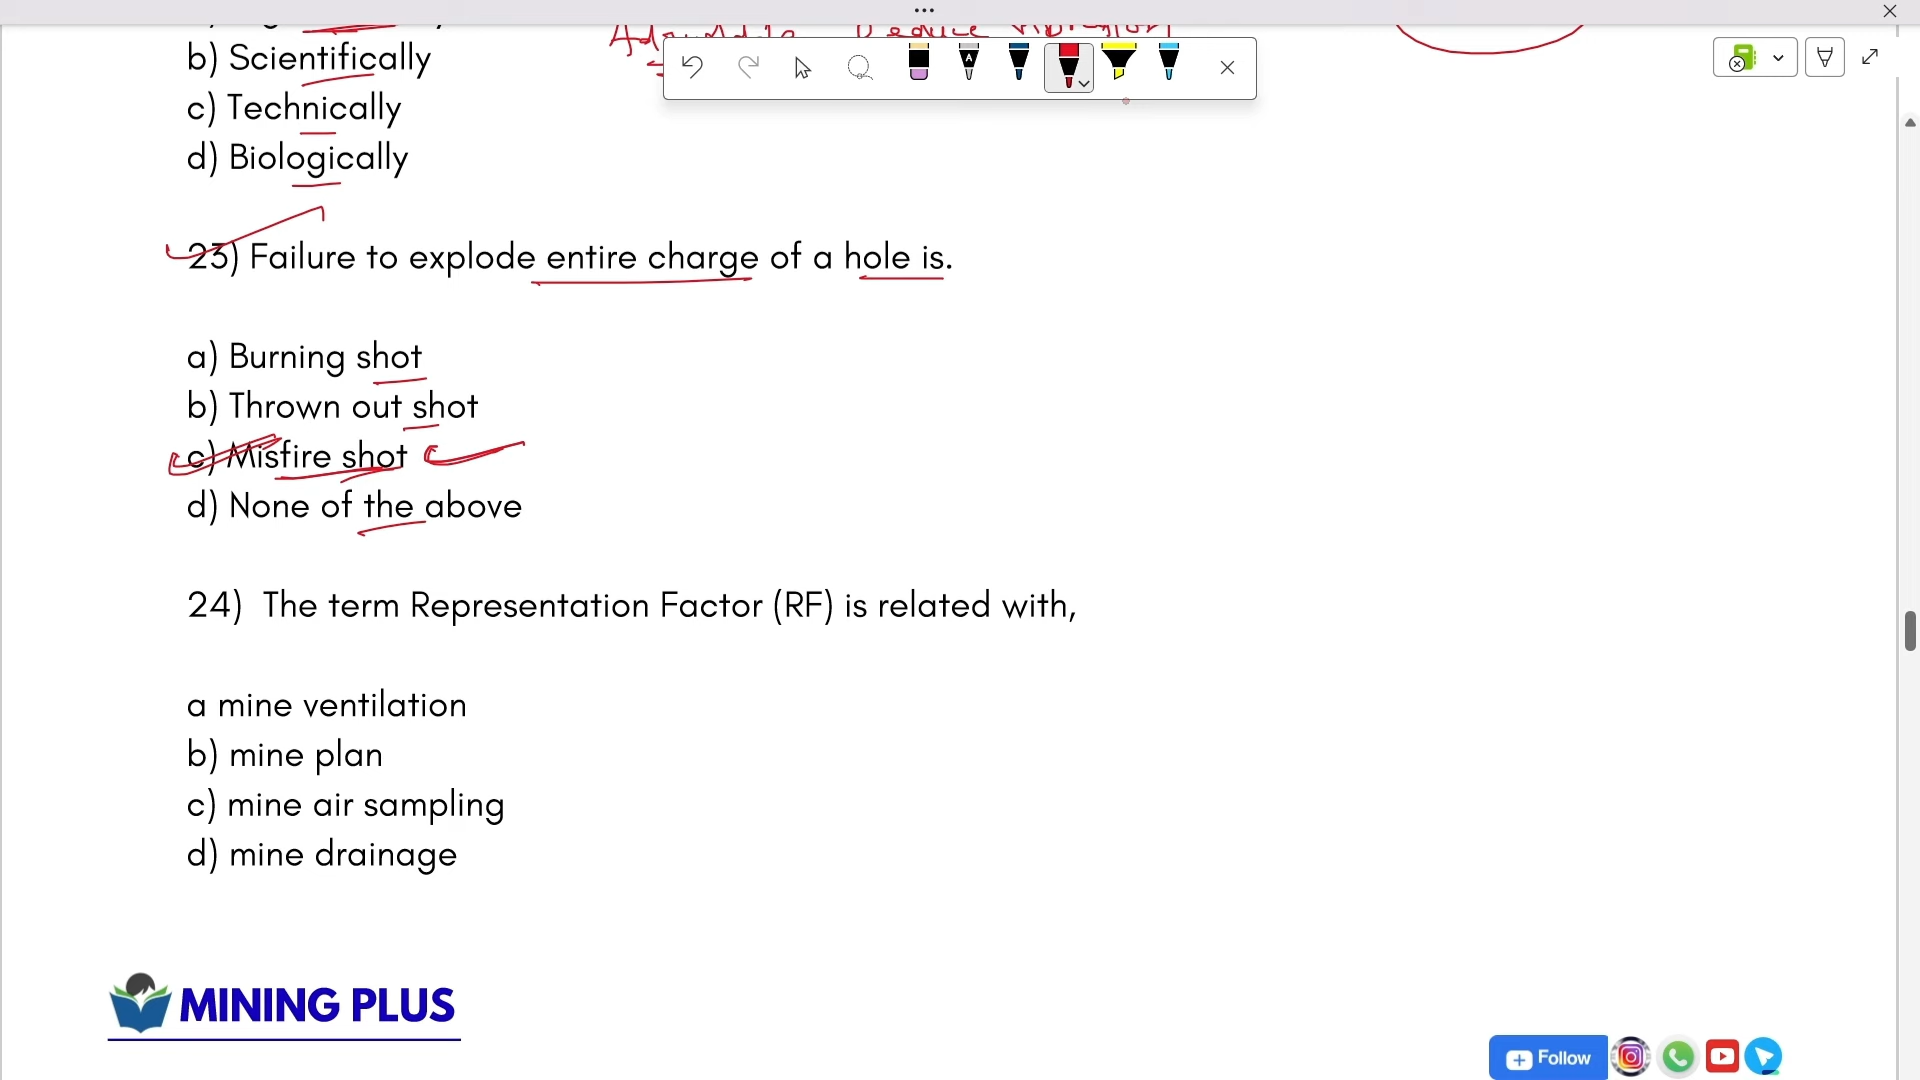 b) Scientifically
c) Technically
d) Biologically
23) Failure to explode entire charge of a hole is.
a) Burning shot
b) Thrown out shot
c) Misfire shot
d) None of the above
24) The term Representation Factor (RF) is related with,
a mine ventilation
b) mine plan
c) mine air sampling
d) mine drainage
MINING PLUS
Follow